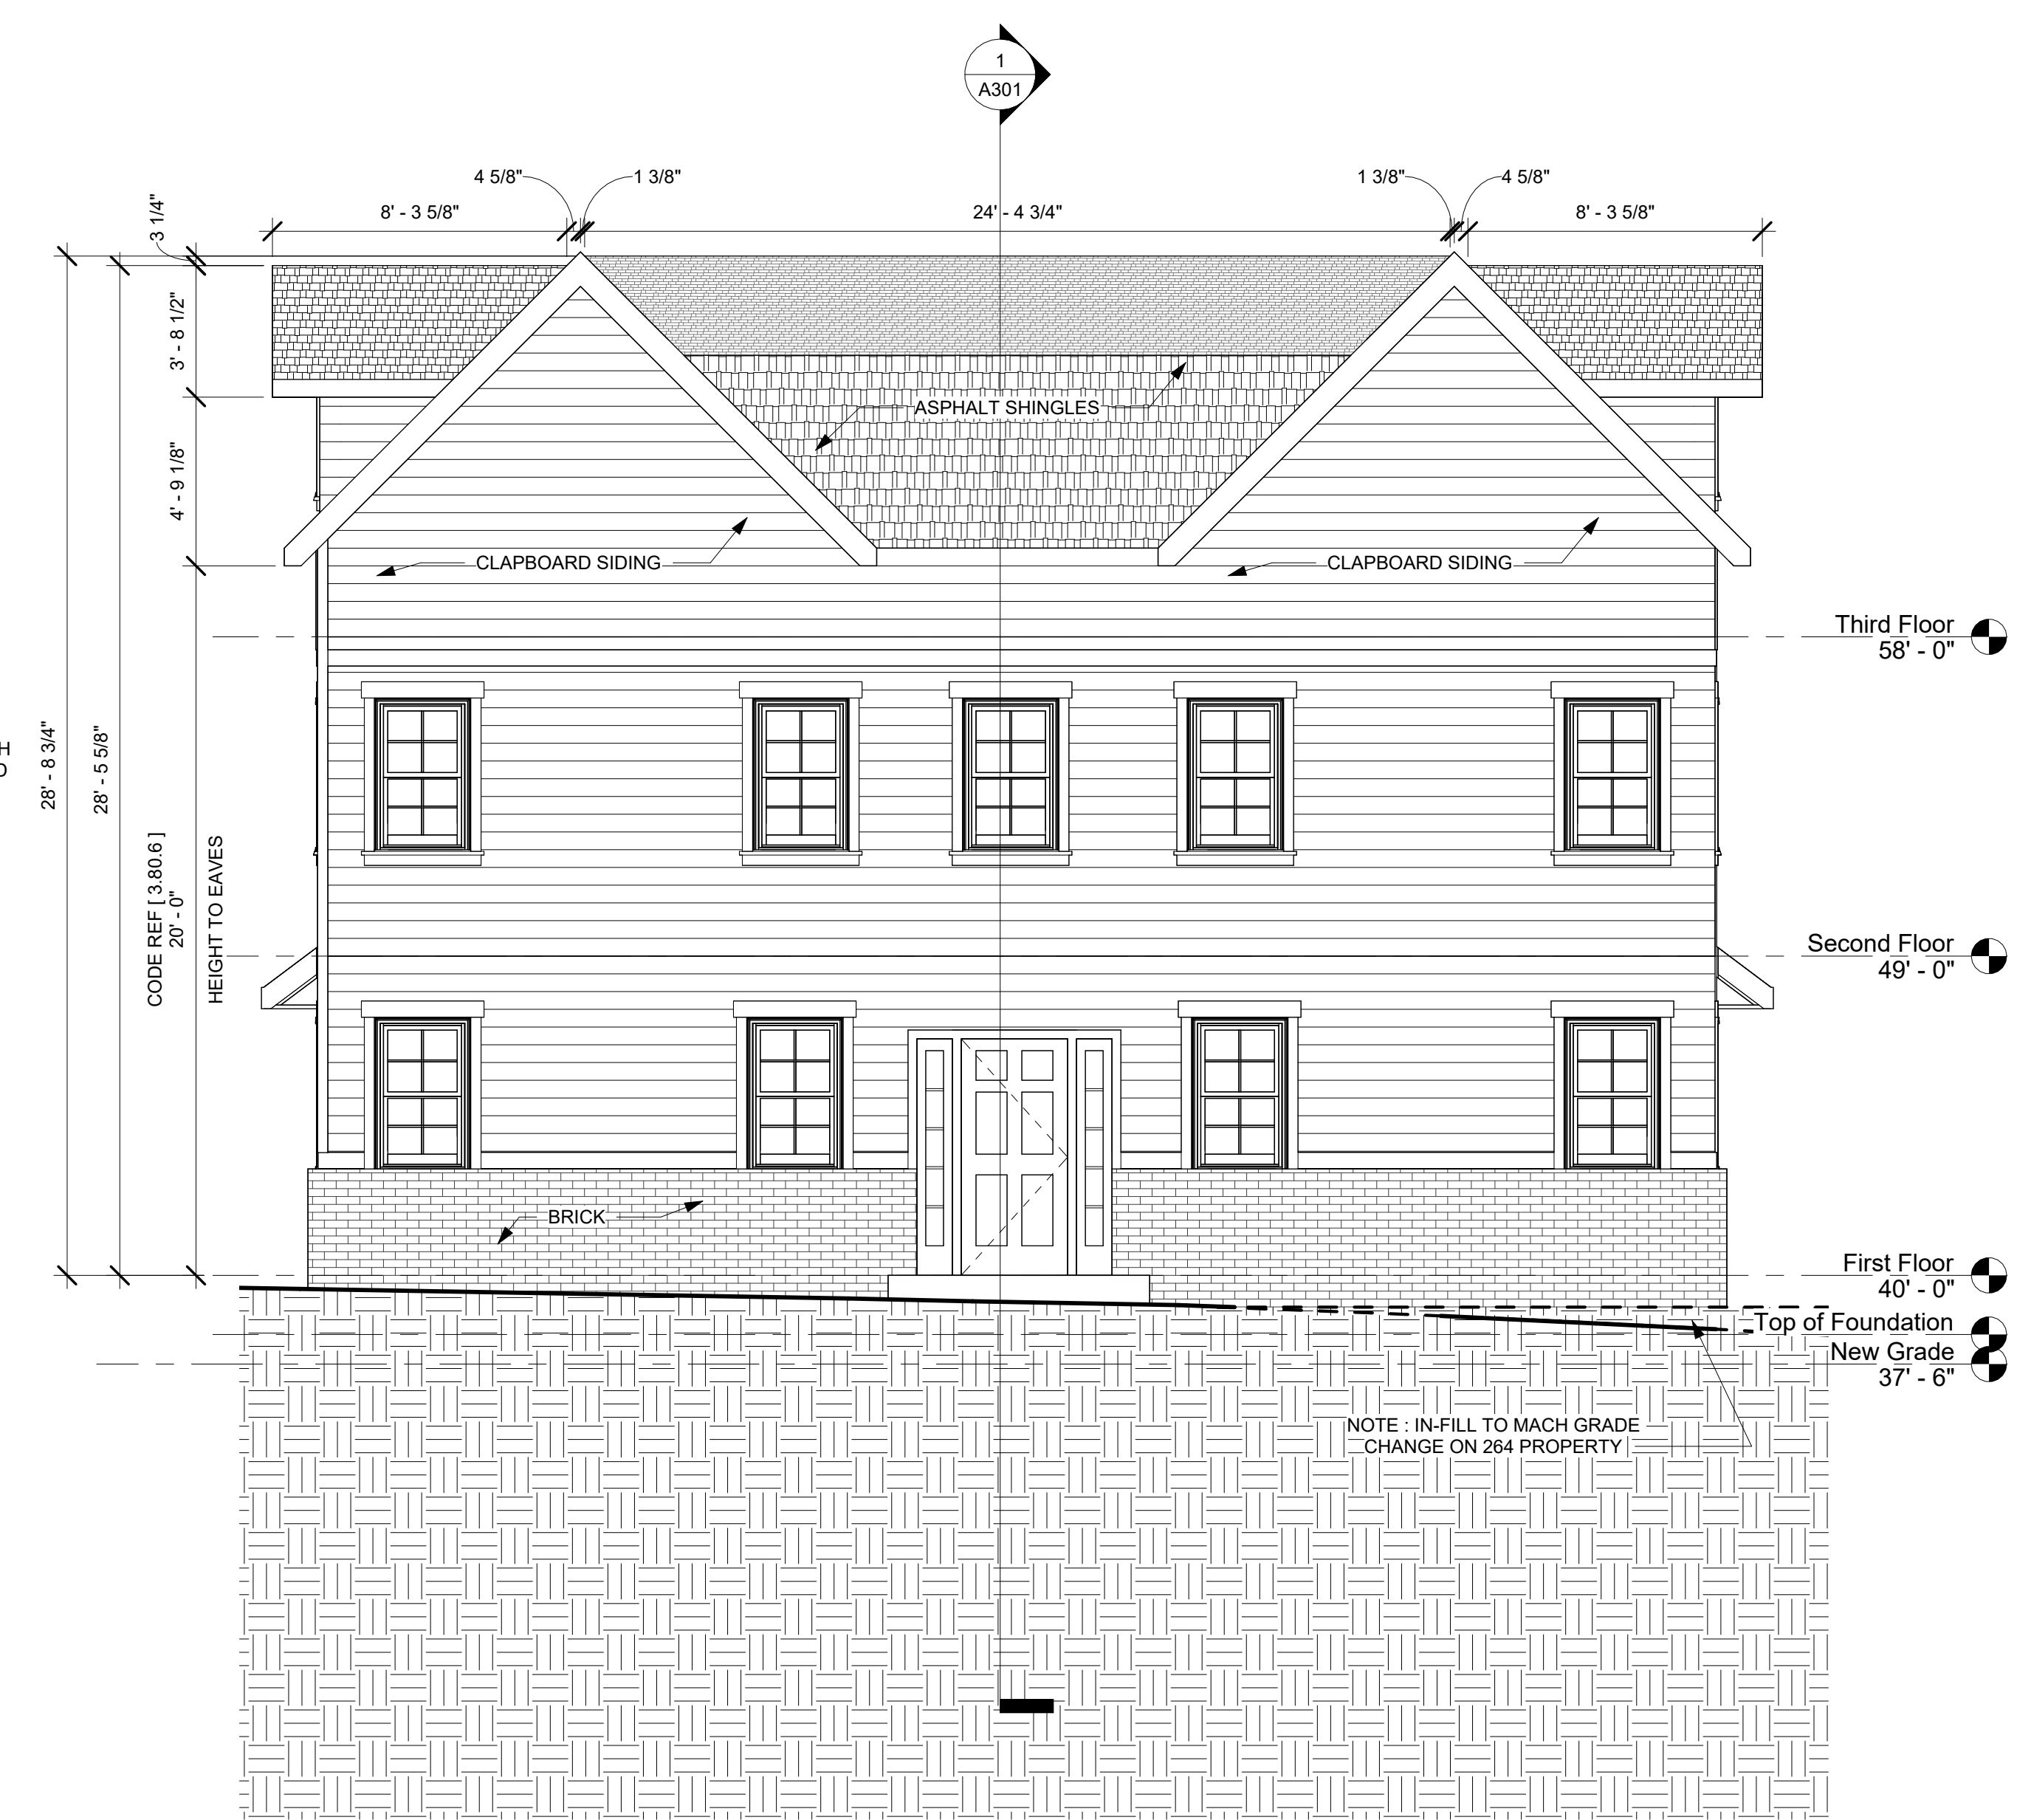 1
A301
4 5/8"
1 3/8"
1 3/8"
4 5/8"
8' - 3 5/8"
24' - 4 3/4"
8' - 3 5/8"
3 1/4"
3' - 8 1/2"
4' - 9 1/8"
ASPHALT SHINGLES
CLAPBOARD SIDING
CLAPBOARD SIDING
Third Floor
58' - 0"
28' - 8 3/4"
28' - 5 5/8"
CODE REF [ 3.80.6 ]
20' - 0"
HEIGHT TO EAVES
Second Floor
49' - 0"
BRICK
First Floor
40' - 0"
Top of Foundation
New Grade
37' - 6"
NOTE : IN-FILL TO MACH GRADE
CHANGE ON 264 PROPERTY